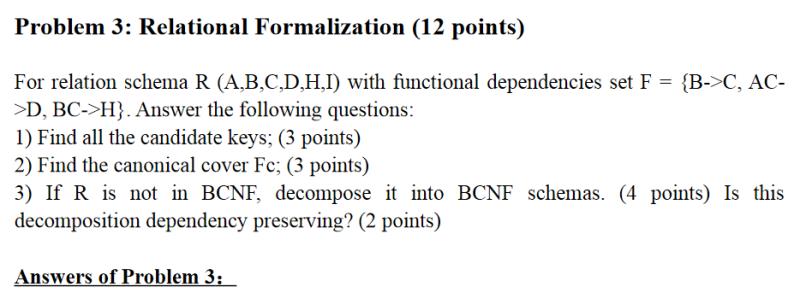 Problem 3: Relational Formalization (12 points)
For relation schema R (A,B,C,D,H,I) with functional dependencies set F = {B->C, AC-
>D, BC->H}. Answer the following questions:
1) Find all the candidate keys; (3 points)
2) Find the canonical cover Fc; (3 points)
3) If R is not in BCNF, decompose it into BCNF schemas. (4 points) Is this
decomposition dependency preserving? (2 points)
Answers of Problem 3: